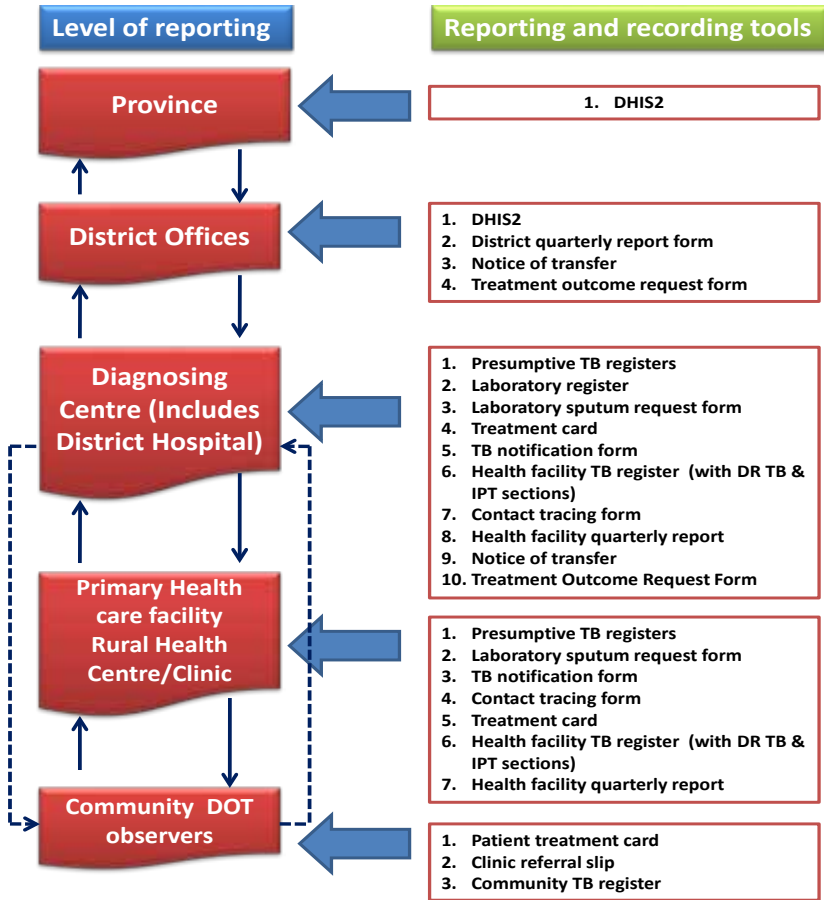 Level of reporting
Reporting and recording tools
Province
1. DHIS2
District Offices
1. DHIS2
2. District quarterly report form
3. Notice of transfer
4. Treatment outcome request form
Diagnosing
Centre (Includes
District Hospital)
1. Presumptive TB registers
2. Laboratory register
3. Laboratory sputum request form
4. Treatment card
5. TB notification form
6. Health facility TB register (with DR TB &
IPT sections)
7. Contact tracing form
8. Health facility quarterly report
9. Notice of transfer
10. Treatment Outcome Request Form
Primary Health
care facility
Rural Health
Centre/Clinic
1. Presumptive TB registers
2. Laboratory sputum request form
3. TB notification form
4. Contact tracing form
5. Treatment card
6. Health facility TB register (with DR TB &
IPT sections)
7. Health facility quarterly report
Community DOT
observers
1. Patient treatment card
2. Clinic referral slip
3. Community TB register